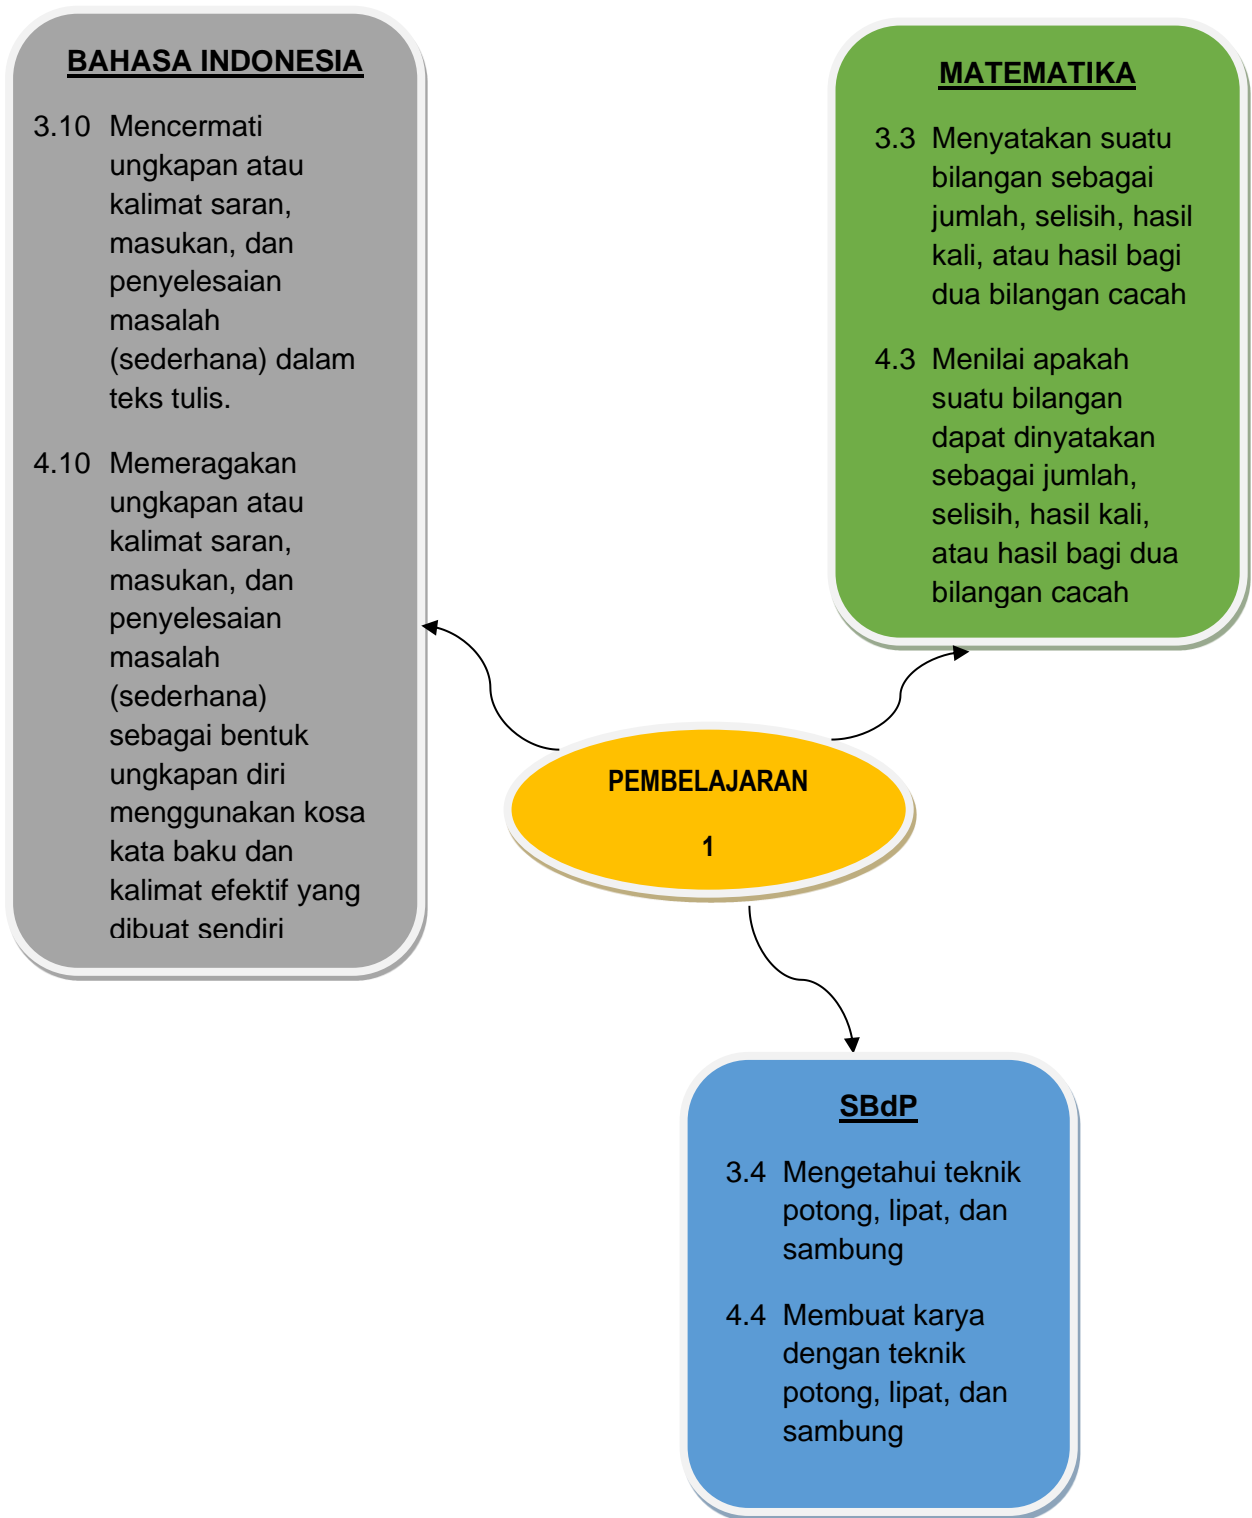 BAHASA INDONESIA
3.10 Mencermati
ungkapan atau
kalimat saran,
masukan, dan
penyelesaian
masalah
(sederhana) dalam
teks tulis.
4.10 Memeragakan
ungkapan atau
kalimat saran,
masukan, dan
penyelesaian
masalah
(sederhana)
sebagai bentuk
ungkapan diri
menggunakan kosa
kata baku dan
kalimat efektif yang
dibuat sendiri
MATEMATIKA
3.3 Menyatakan suatu
bilangan sebagai
jumlah, selisih, hasil
kali, atau hasil bagi
dua bilangan cacah
4.3 Menilai apakah
suatu bilangan
dapat dinyatakan
sebagai jumlah,
selisih, hasil kali,
atau hasil bagi dua
bilangan cacah
PEMBELAJARAN
1
SBdP
3.4 Mengetahui teknik
potong, lipat, dan
sambung
4.4 Membuat karya
dengan teknik
potong, lipat, dan
sambung